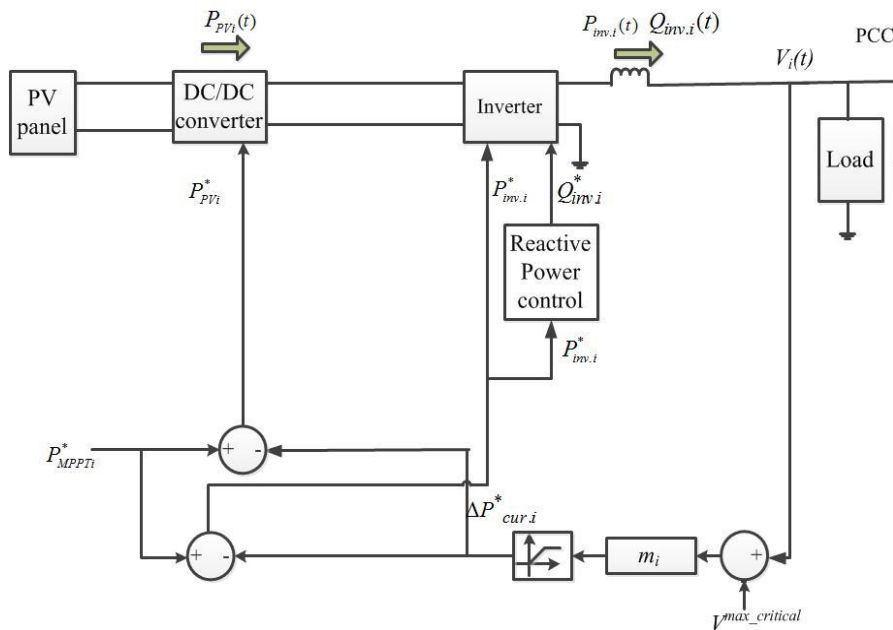 P_PVi(t)
P_inv.i(t) Q_inv.i(t)
V_i(t)
PCC
PV
panel
DC/DC
converter
Inverter
Load
P*_PVi
P*_inv.i
Q*_inv.i
Reactive
Power
control
P*_inv.i
P*_MPPTi
+ -
ΔP*_cur.i
+ -
m_i
+
V^max_critical